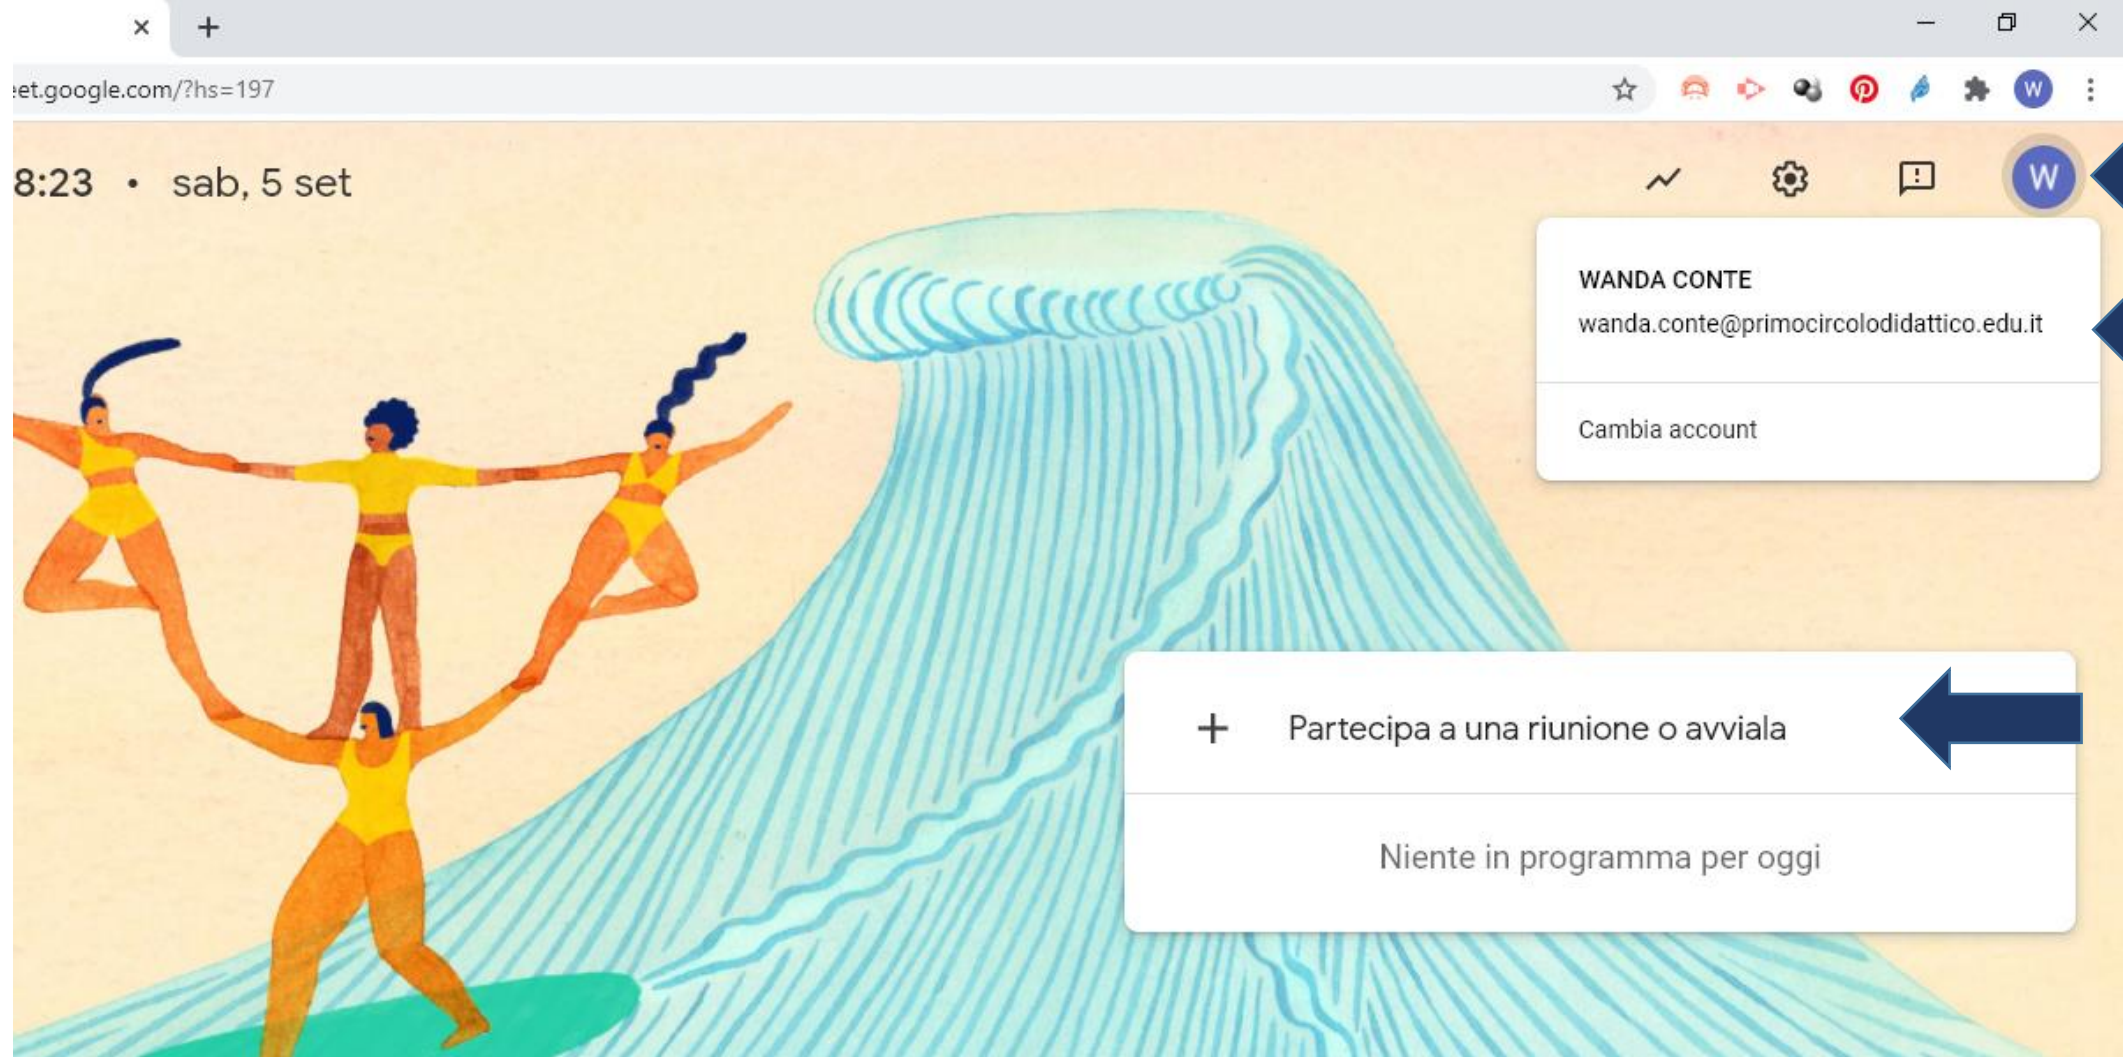 eet.google.com/?hs=197
W
8:23 • sab, 5 set
W
WANDA CONTE
wanda.conte@primocircolodidattico.edu.it
Cambia account
Partecipa a una riunione o avviala
Niente in programma per oggi